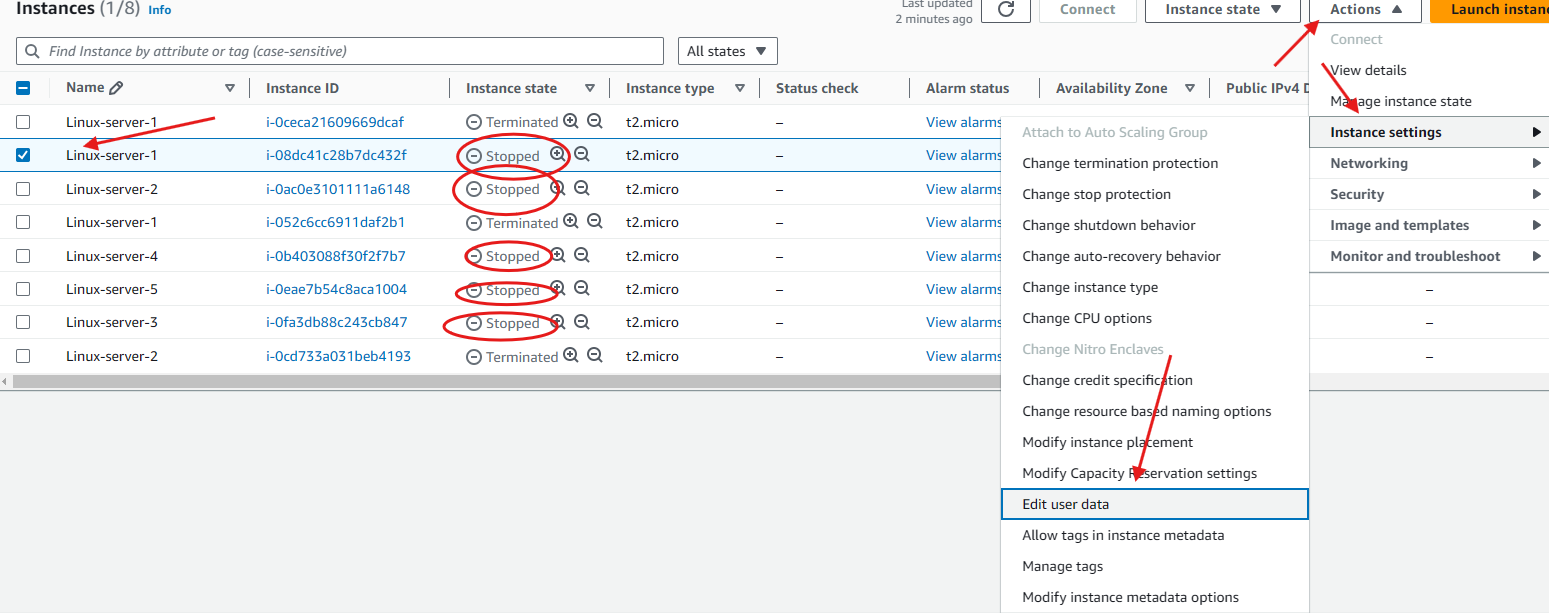 Instances (1/8) Info
Last updated
2 minutes ago
Connect
Instance state
Actions
Launch instan
Find Instance by attribute or tag (case-sensitive)
All states
Connect
View details
Manage instance state
Instance settings
Networking
Security
Image and templates
Monitor and troubleshoot
Name Instance ID Instance state Instance type Status check Alarm status Availability Zone Public IPv4 D
Linux-server-1 i-0ceca21609669dcaf Terminated t2.micro – View alarms
Linux-server-1 i-08dc41c28b7dc432f Stopped t2.micro – View alarms
Linux-server-2 i-0ac0e3101111a6148 Stopped t2.micro – View alarms
Linux-server-1 i-052c6cc6911daf2b1 Terminated t2.micro – View alarms
Linux-server-4 i-0b403088f30f2f7b7 Stopped t2.micro – View alarms
Linux-server-5 i-0eae7b54c8aca1004 Stopped t2.micro – View alarms –
Linux-server-3 i-0fa3db88c243cb847 Stopped t2.micro – View alarms –
Linux-server-2 i-0cd733a031beb4193 Terminated t2.micro – View alarms –
Attach to Auto Scaling Group
Change termination protection
Change stop protection
Change shutdown behavior
Change auto-recovery behavior
Change instance type
Change CPU options
Change Nitro Enclaves
Change credit specification
Change resource based naming options
Modify instance placement
Modify Capacity Reservation settings
Edit user data
Allow tags in instance metadata
Manage tags
Modify instance metadata options